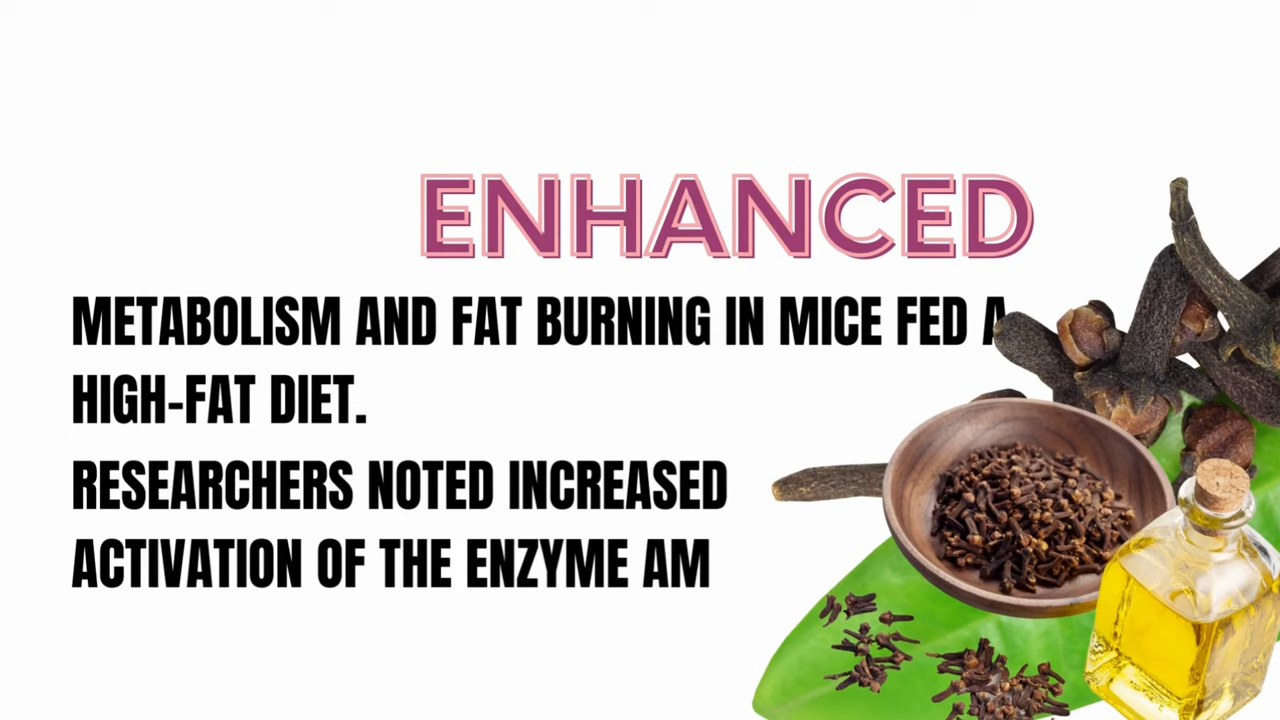 ENHANCED
METABOLISM AND FAT BURNING IN MICE FED A
HIGH-FAT DIET.
RESEARCHERS NOTED INCREASED
ACTIVATION OF THE ENZYME AM